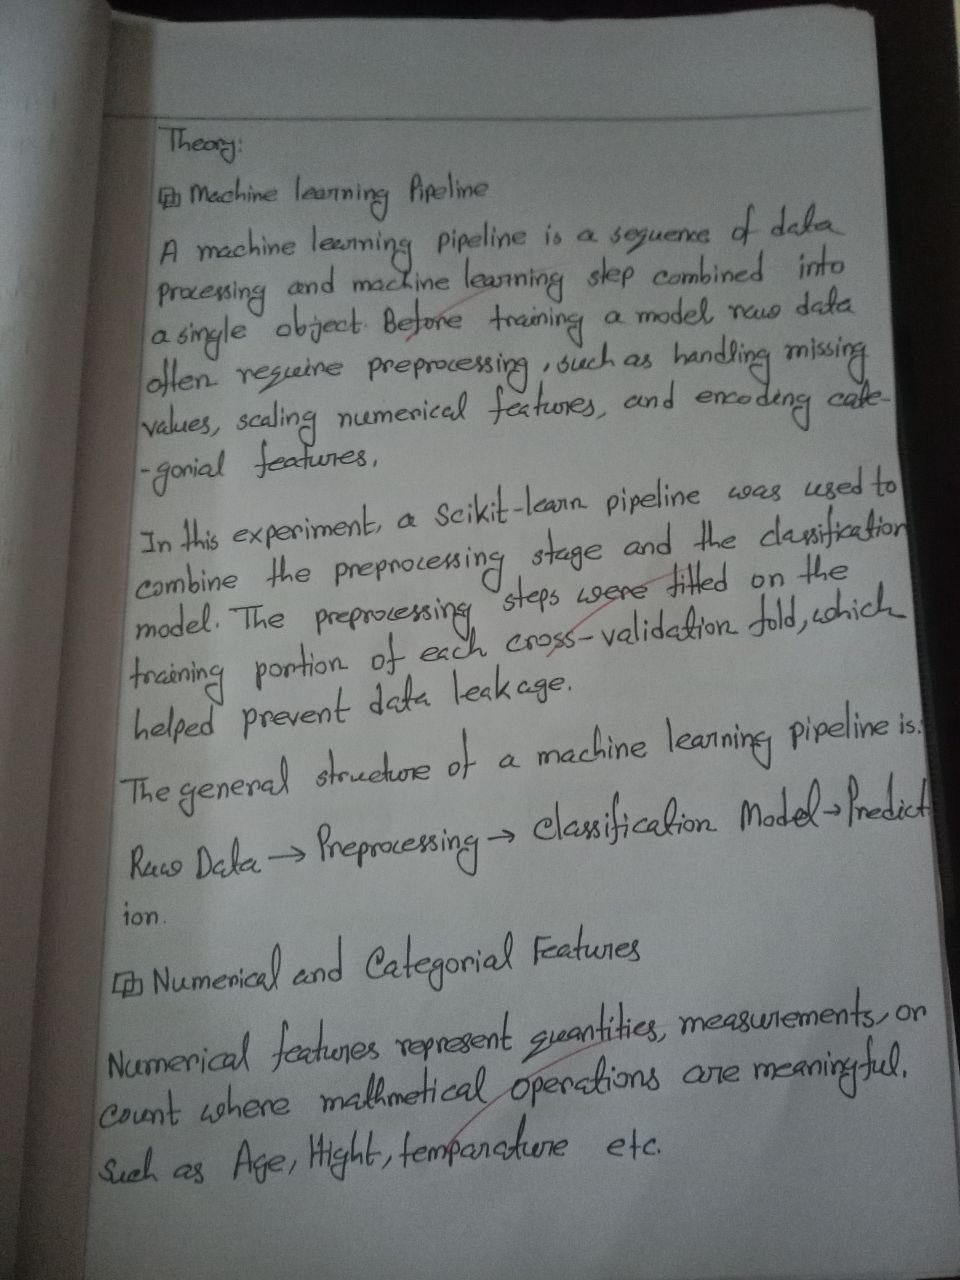 Theory:
Machine learning Pipeline
A machine learning pipeline is a sequence of data
processing and machine learning step combined into
a single object. Before training a model raw data
often require preprocessing, such as handling missing
values, scaling numerical features, and encoding cate-
-gorial features,
In this experiment, a Scikit-learn pipeline was used to
combine the preprocessing stage and the classification
model. The preprocessing steps were fitted on the
training portion of each cross-validation fold, which
helped prevent data leakage.
The general structure of a machine learning pipeline is:
Raw Data → Preprocessing → Classification Model → Predict
ion.
Numerical and Categorial Features
Numerical features represent quantities, measurements, or
count where mathmetical operations are meaningful.
Such as Age, Hight, temparature etc.